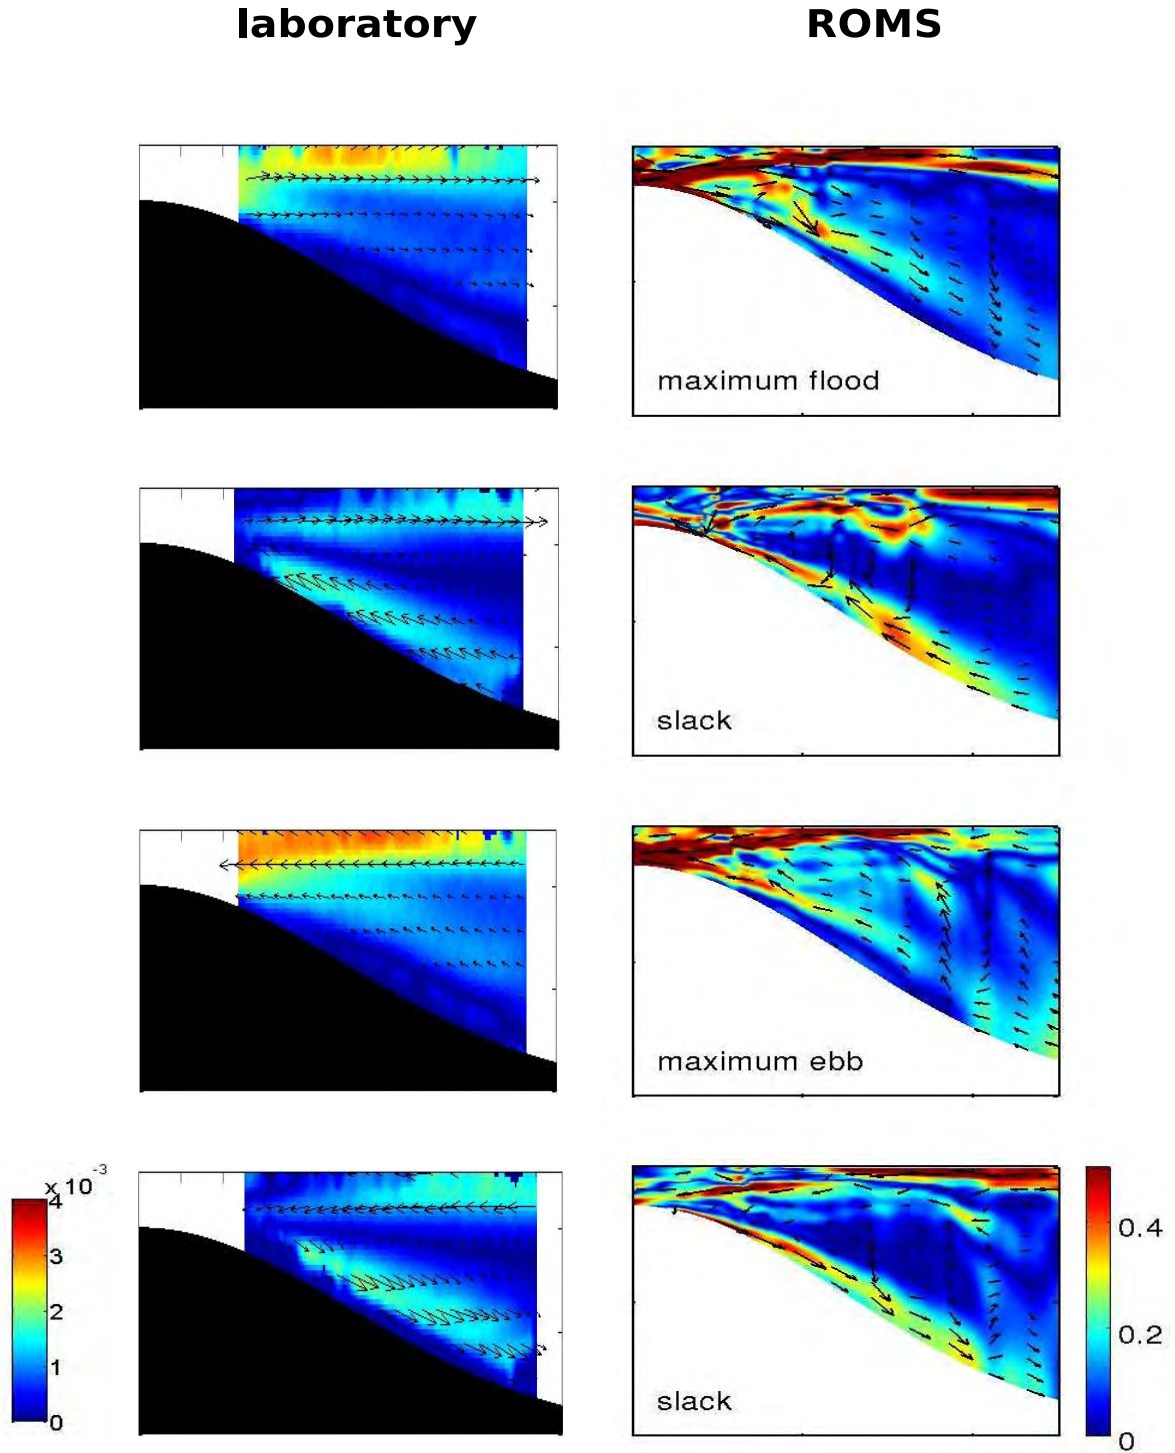 laboratory ROMS
maximum flood
slack
maximum ebb
x 10⁻³
4
3
2
1
0
slack
0.4
0.2
0